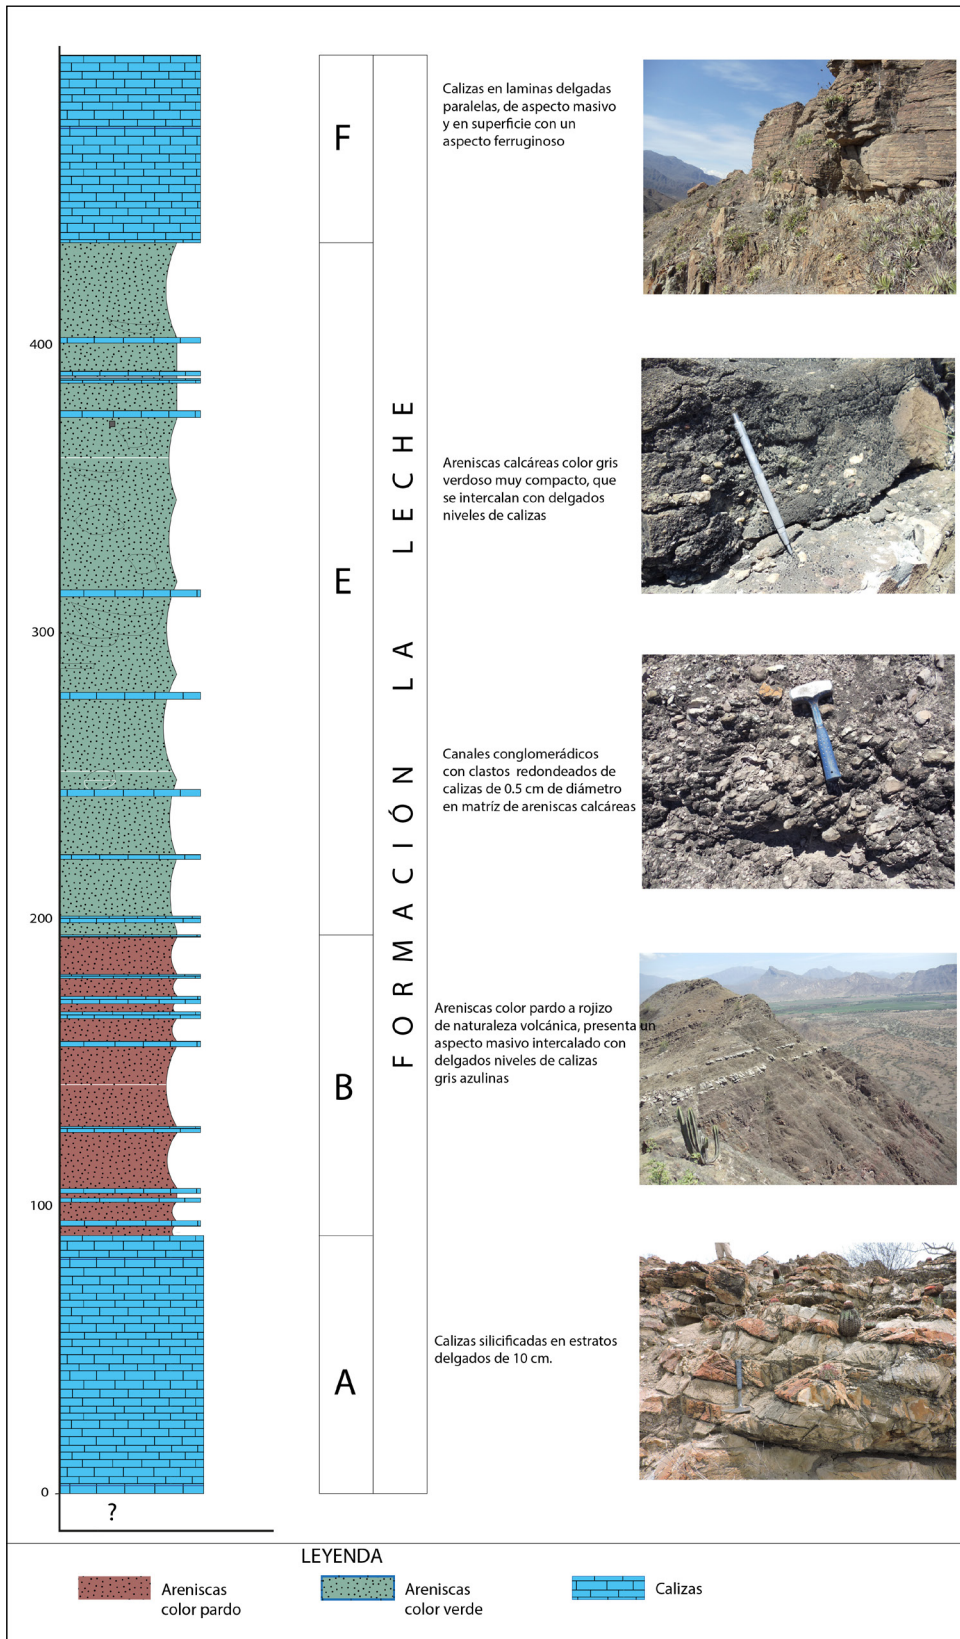 F
Calizas en laminas delgadas
paralelas, de aspecto masivo
y en superficie con un
aspecto ferruginoso
400
300
200
100
0
?
E
Areniscas calcáreas color gris
verdoso muy compacto, que
se intercalan con delgados
niveles de calizas
Canales conglomerádicos
con clastos redondeados de
calizas de 0.5 cm de diámetro
en matríz de areniscas calcáreas
FORMACIÓN LA LECHE
B
Areniscas color pardo a rojizo
de naturaleza volcánica, presenta un
aspecto masivo intercalado con
delgados niveles de calizas
gris azulinas
A
Calizas silicificadas en estratos
delgados de 10 cm.
LEYENDA
Areniscas
color pardo
Areniscas
color verde
Calizas